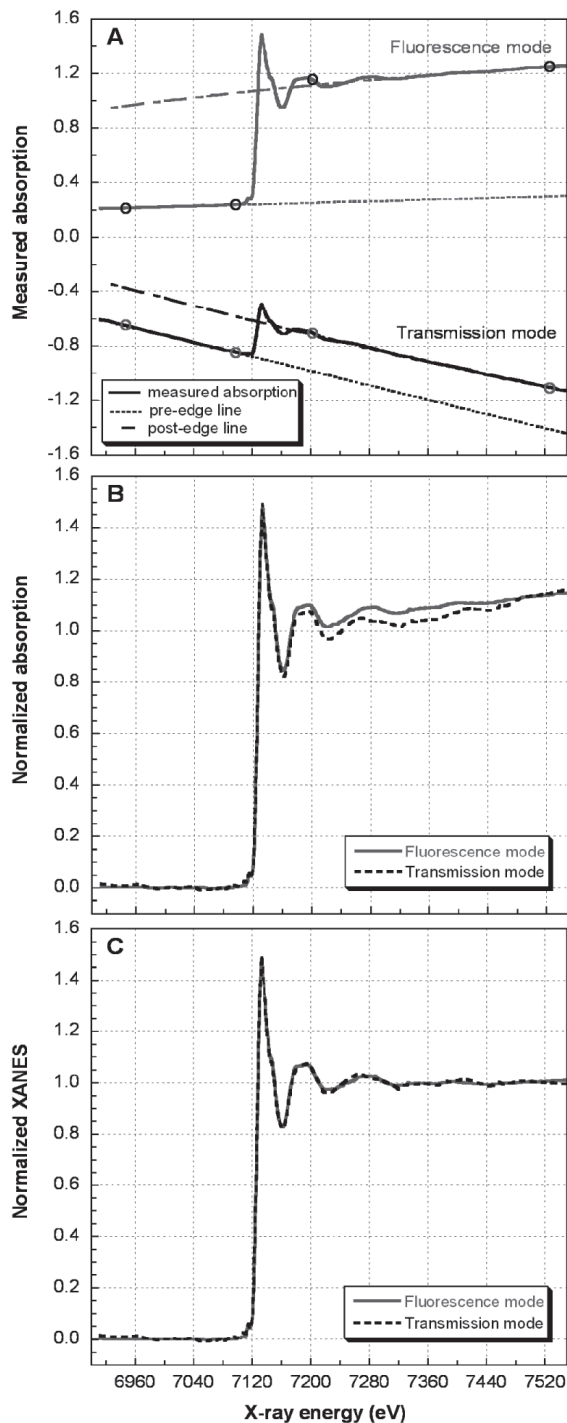 A
Fluorescence mode
Transmission mode
measured absorption
pre-edge line
post-edge line
Measured absorption
1.6
1.2
0.8
0.4
0.0
-0.4
-0.8
-1.2
-1.6
B
Normalized absorption
1.6
1.4
1.2
1.0
0.8
0.6
0.4
0.2
0.0
Fluorescence mode
Transmission mode
C
Normalized XANES
1.6
1.4
1.2
1.0
0.8
0.6
0.4
0.2
0.0
Fluorescence mode
Transmission mode
6960 7040 7120 7200 7280 7360 7440 7520
X-ray energy (eV)